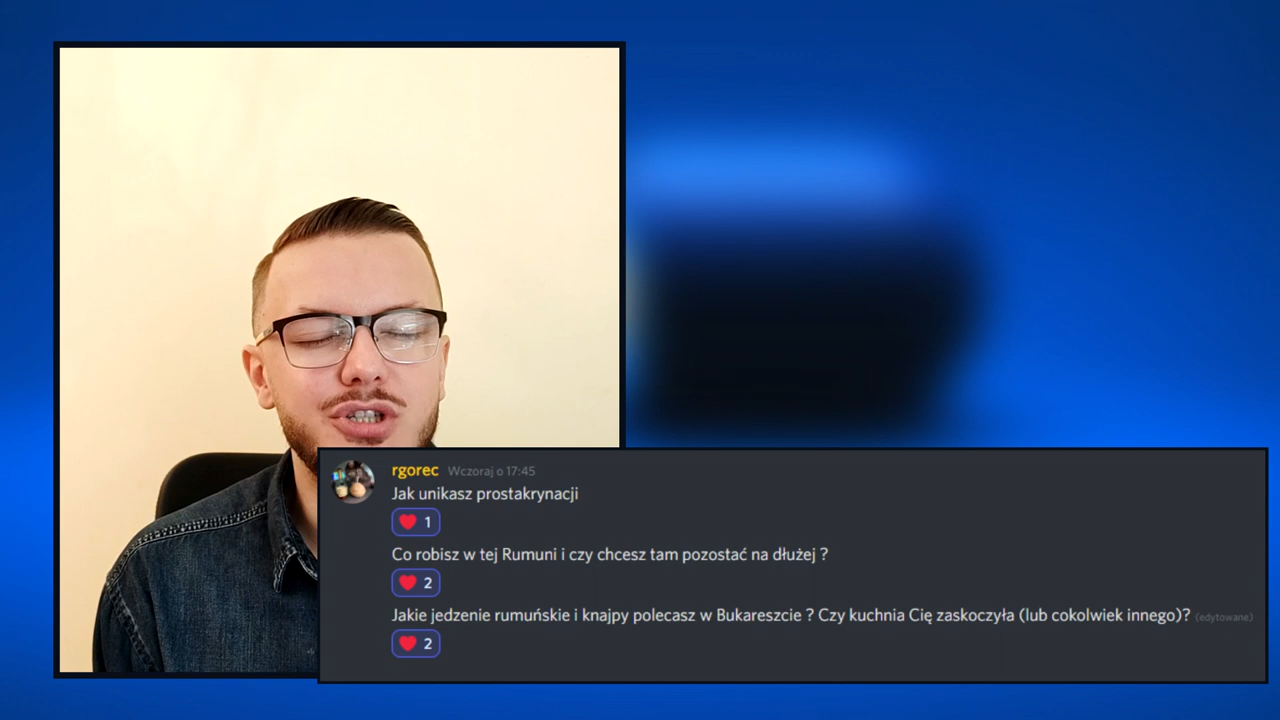 rgorec Wczoraj o 17:45
Jak unikasz prostakrynacji
1
Co robisz w tej Rumuni i czy chcesz tam pozostać na dłużej ?
2
Jakie jedzenie rumuńskie i knajpy polecasz w Bukareszcie ? Czy kuchnia Cię zaskoczyła (lub cokolwiek innego)? (edytowane)
2